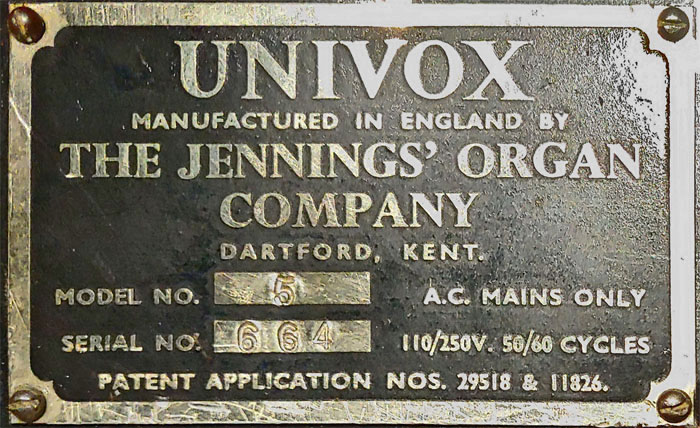 UNIVOX
MANUFACTURED IN ENGLAND BY
THE JENNINGS' ORGAN
COMPANY
DARTFORD, KENT.
MODEL NO. 5 A.C. MAINS ONLY
SERIAL NO. 664 110/250V. 50/60 CYCLES
PATENT APPLICATION NOS. 29518 & 11826.